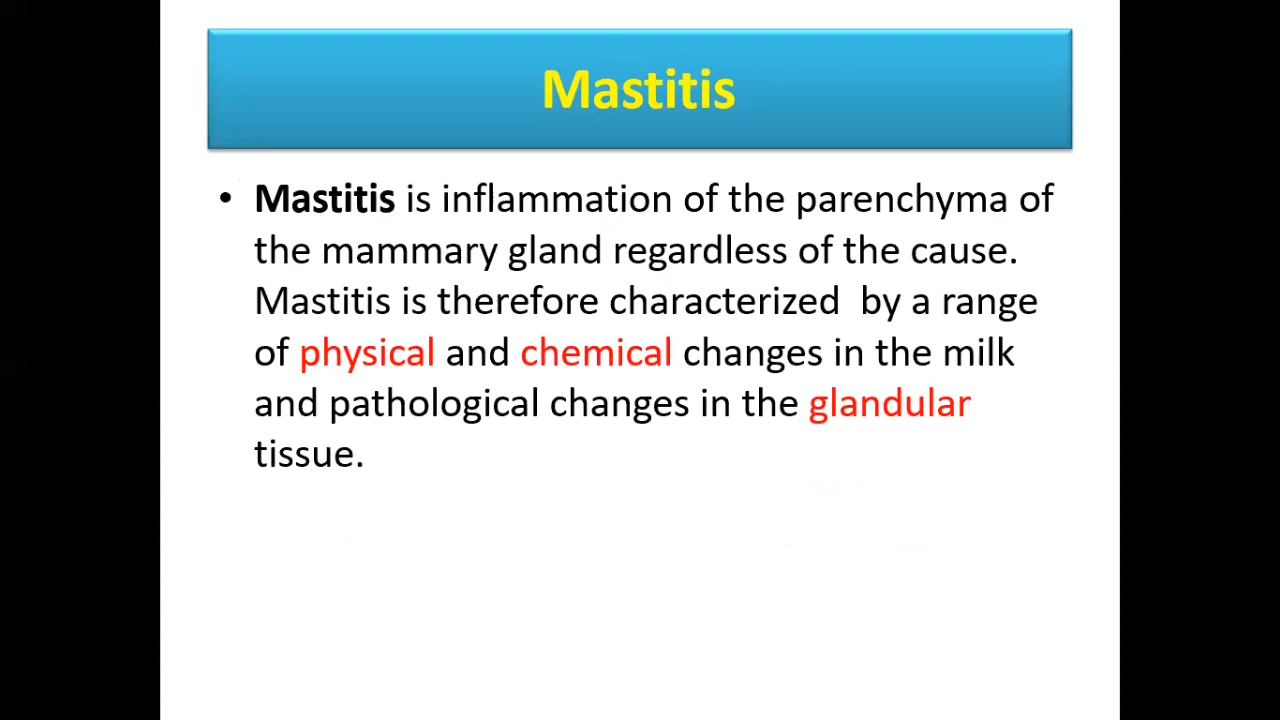 Mastitis
• Mastitis is inflammation of the parenchyma of
the mammary gland regardless of the cause.
Mastitis is therefore characterized  by a range
of physical and chemical changes in the milk
and pathological changes in the glandular
tissue.